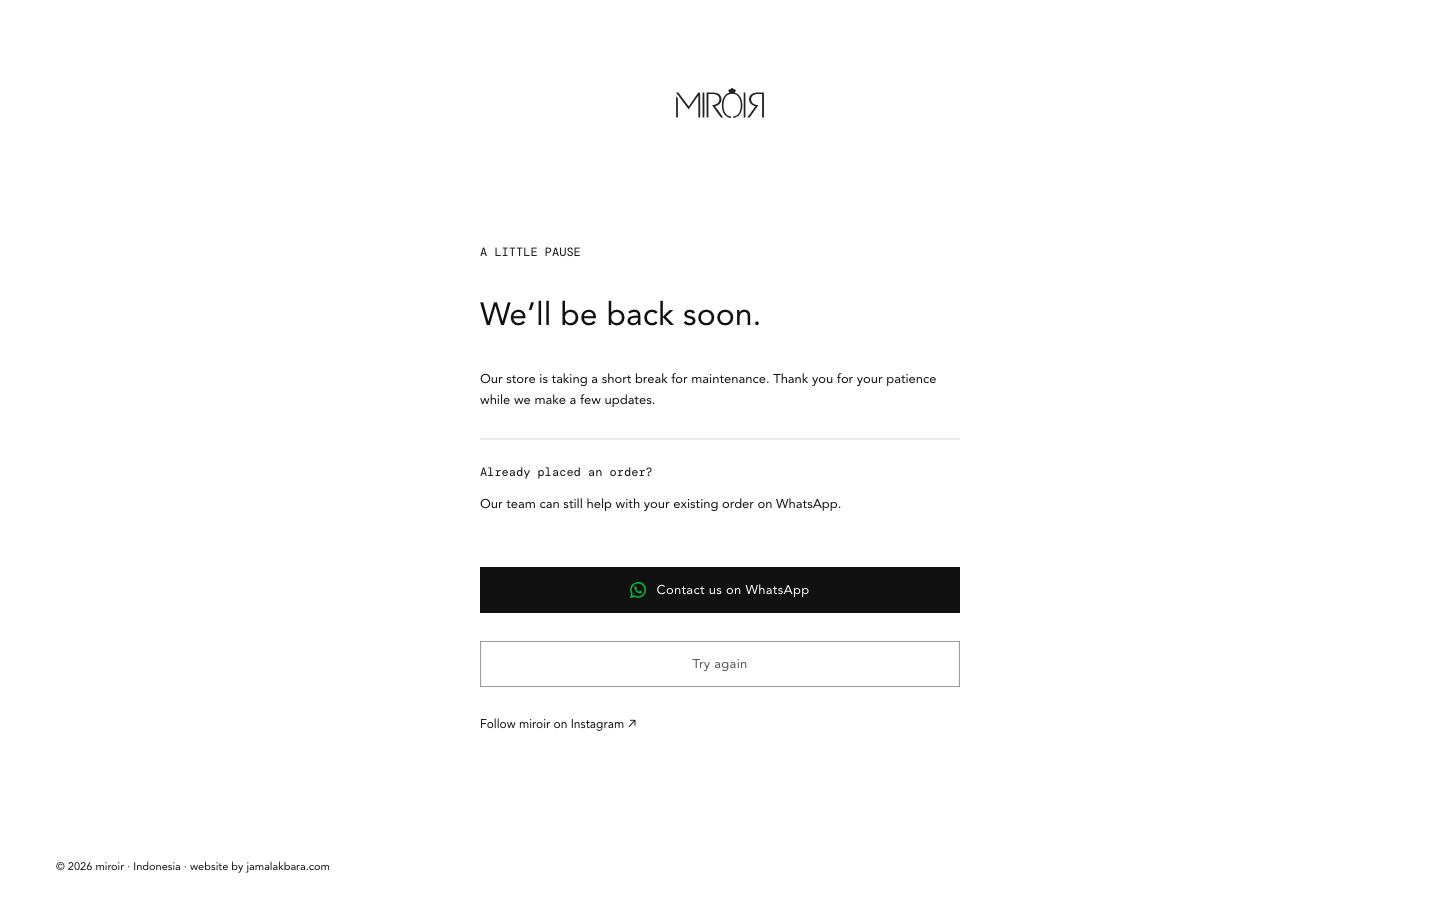 MIROIR
A LITTLE PAUSE
We’ll be back soon.
Our store is taking a short break for maintenance. Thank you for your patience
while we make a few updates.
Already placed an order?
Our team can still help with your existing order on WhatsApp.
Contact us on WhatsApp
Try again
Follow miroir on Instagram ↗
© 2026 miroir · Indonesia · website by jamalakbara.com